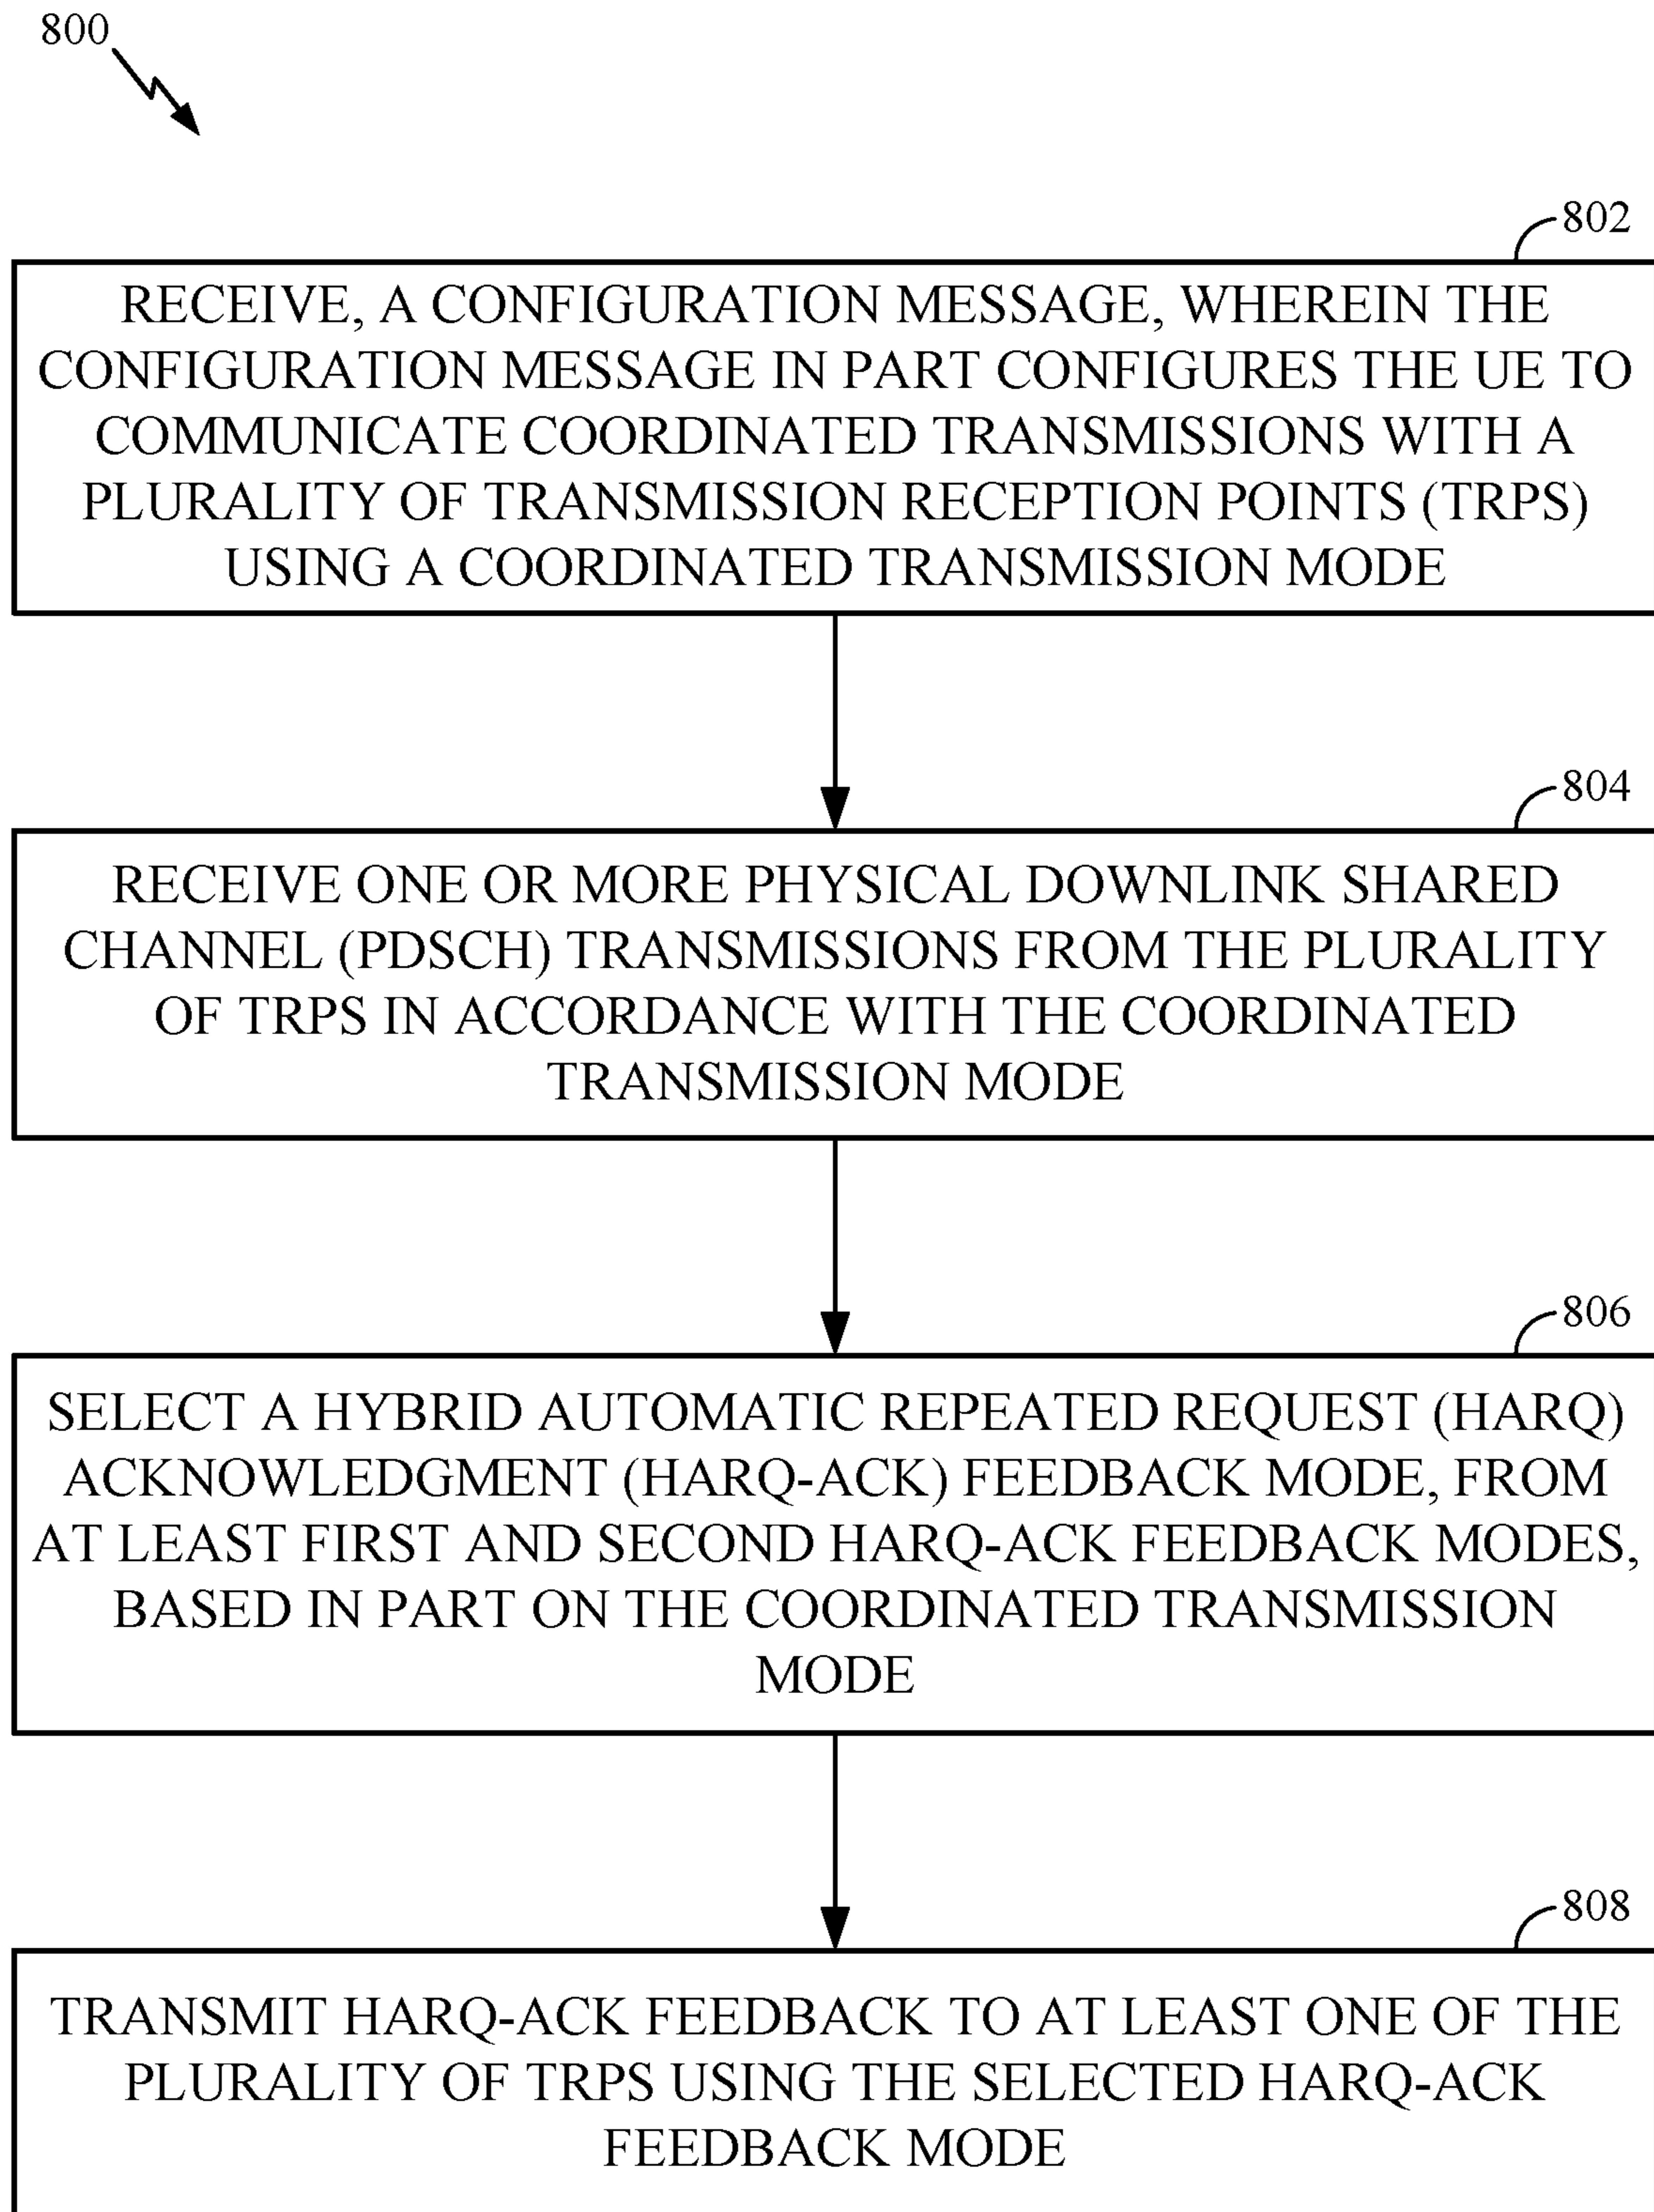 800
802
RECEIVE, A CONFIGURATION MESSAGE, WHEREIN THE
CONFIGURATION MESSAGE IN PART CONFIGURES THE UE TO
COMMUNICATE COORDINATED TRANSMISSIONS WITH A
PLURALITY OF TRANSMISSION RECEPTION POINTS (TRPS)
USING A COORDINATED TRANSMISSION MODE
804
RECEIVE ONE OR MORE PHYSICAL DOWNLINK SHARED
CHANNEL (PDSCH) TRANSMISSIONS FROM THE PLURALITY
OF TRPS IN ACCORDANCE WITH THE COORDINATED
TRANSMISSION MODE
806
SELECT A HYBRID AUTOMATIC REPEATED REQUEST (HARQ)
ACKNOWLEDGMENT (HARQ-ACK) FEEDBACK MODE, FROM
AT LEAST FIRST AND SECOND HARQ-ACK FEEDBACK MODES,
BASED IN PART ON THE COORDINATED TRANSMISSION
MODE
808
TRANSMIT HARQ-ACK FEEDBACK TO AT LEAST ONE OF THE
PLURALITY OF TRPS USING THE SELECTED HARQ-ACK
FEEDBACK MODE